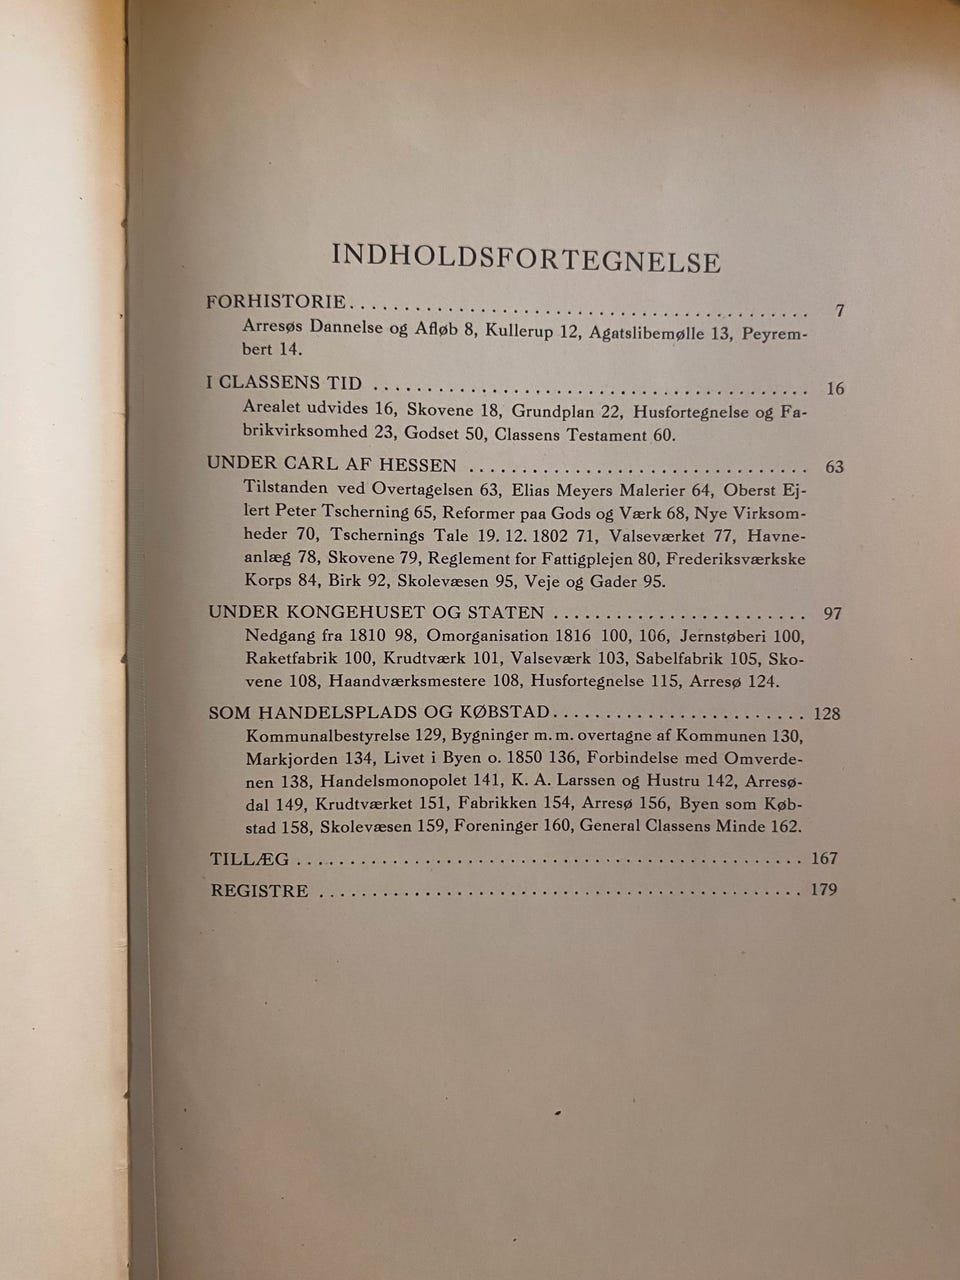 INDHOLDSFORTEGNELSE
FORHISTORIE . . . . . . . . . . . . . . . . . . . . . . . . . . . . . . . . . . . . . . . . . . 7
Arresøs Dannelse og Afløb 8, Kullerup 12, Agatslibemølle 13, Peyrem-
bert 14.
I CLASSENS TID . . . . . . . . . . . . . . . . . . . . . . . . . . . . . . . . . . . . . . . . 16
Arealet udvides 16, Skovene 18, Grundplan 22, Husfortegnelse og Fa-
brikvirksomhed 23, Godset 50, Classens Testament 60.
UNDER CARL AF HESSEN . . . . . . . . . . . . . . . . . . . . . . . . . . . . . . . . 63
Tilstanden ved Overtagelsen 63, Elias Meyers Malerier 64, Oberst Ej-
lert Peter Tscherning 65, Reformer paa Gods og Værk 68, Nye Virksom-
heder 70, Tschernings Tale 19. 12. 1802 71, Valseværket 77, Havne-
anlæg 78, Skovene 79, Reglement for Fattigplejen 80, Frederiksværkske
Korps 84, Birk 92, Skolevæsen 95, Veje og Gader 95.
UNDER KONGEHUSET OG STATEN . . . . . . . . . . . . . . . . . . . . . . . . 97
Nedgang fra 1810 98, Omorganisation 1816 100, 106, Jernstøberi 100,
Raketfabrik 100, Krudtværk 101, Valseværk 103, Sabelfabrik 105, Sko-
vene 108, Haandværksmestere 108, Husfortegnelse 115, Arresø 124.
SOM HANDELSPLADS OG KØBSTAD . . . . . . . . . . . . . . . . . . . . . . . . 128
Kommunalbestyrelse 129, Bygninger m. m. overtagne af Kommunen 130,
Markjorden 134, Livet i Byen o. 1850 136, Forbindelse med Omverde-
nen 138, Handelsmonopolet 141, K. A. Larssen og Hustru 142, Arresø-
dal 149, Krudtværket 151, Fabrikken 154, Arresø 156, Byen som Køb-
stad 158, Skolevæsen 159, Foreninger 160, General Classens Minde 162.
TILLÆG . . . . . . . . . . . . . . . . . . . . . . . . . . . . . . . . . . . . . . . . . . . . . . . 167
REGISTRE . . . . . . . . . . . . . . . . . . . . . . . . . . . . . . . . . . . . . . . . . . . . . 179